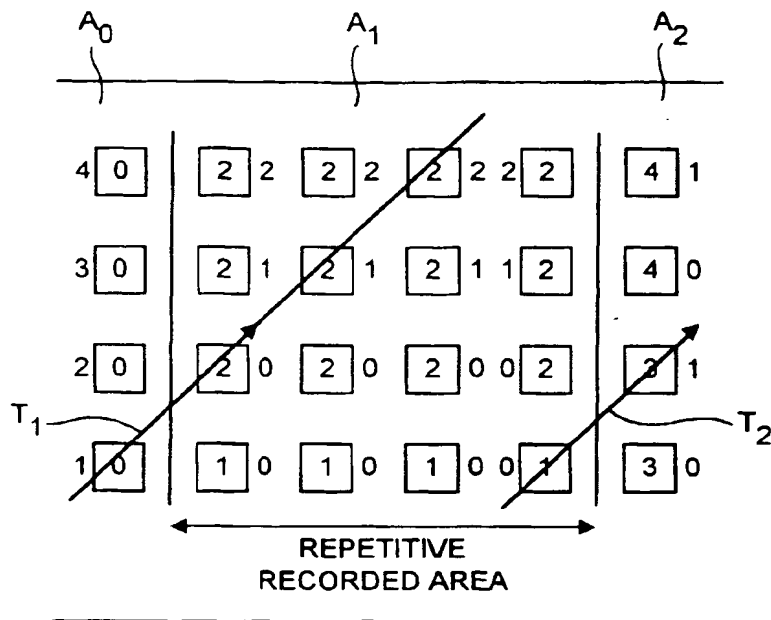 A0 A1 A2
4 0 2 2 2 2 2 2 2 2 4 1
3 0 2 1 2 1 2 1 1 2 4 0
2 0 2 0 2 0 2 0 0 2 3 1
T1 T2
1 0 1 0 1 0 1 0 0 1 3 0
REPETITIVE
RECORDED AREA